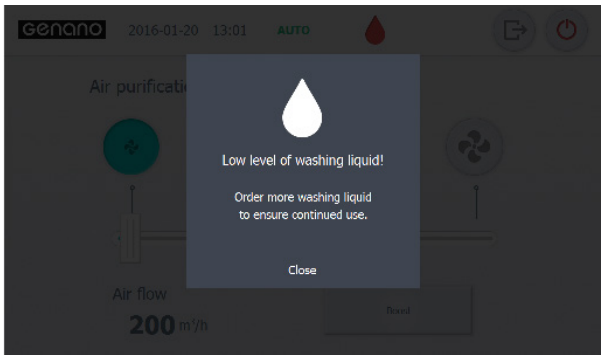 Genano 2016-01-20 13:01 AUTO
Air purificati
Low level of washing liquid!
Order more washing liquid
to ensure continued use.
Close
Air flow
200 m³/h
Boost